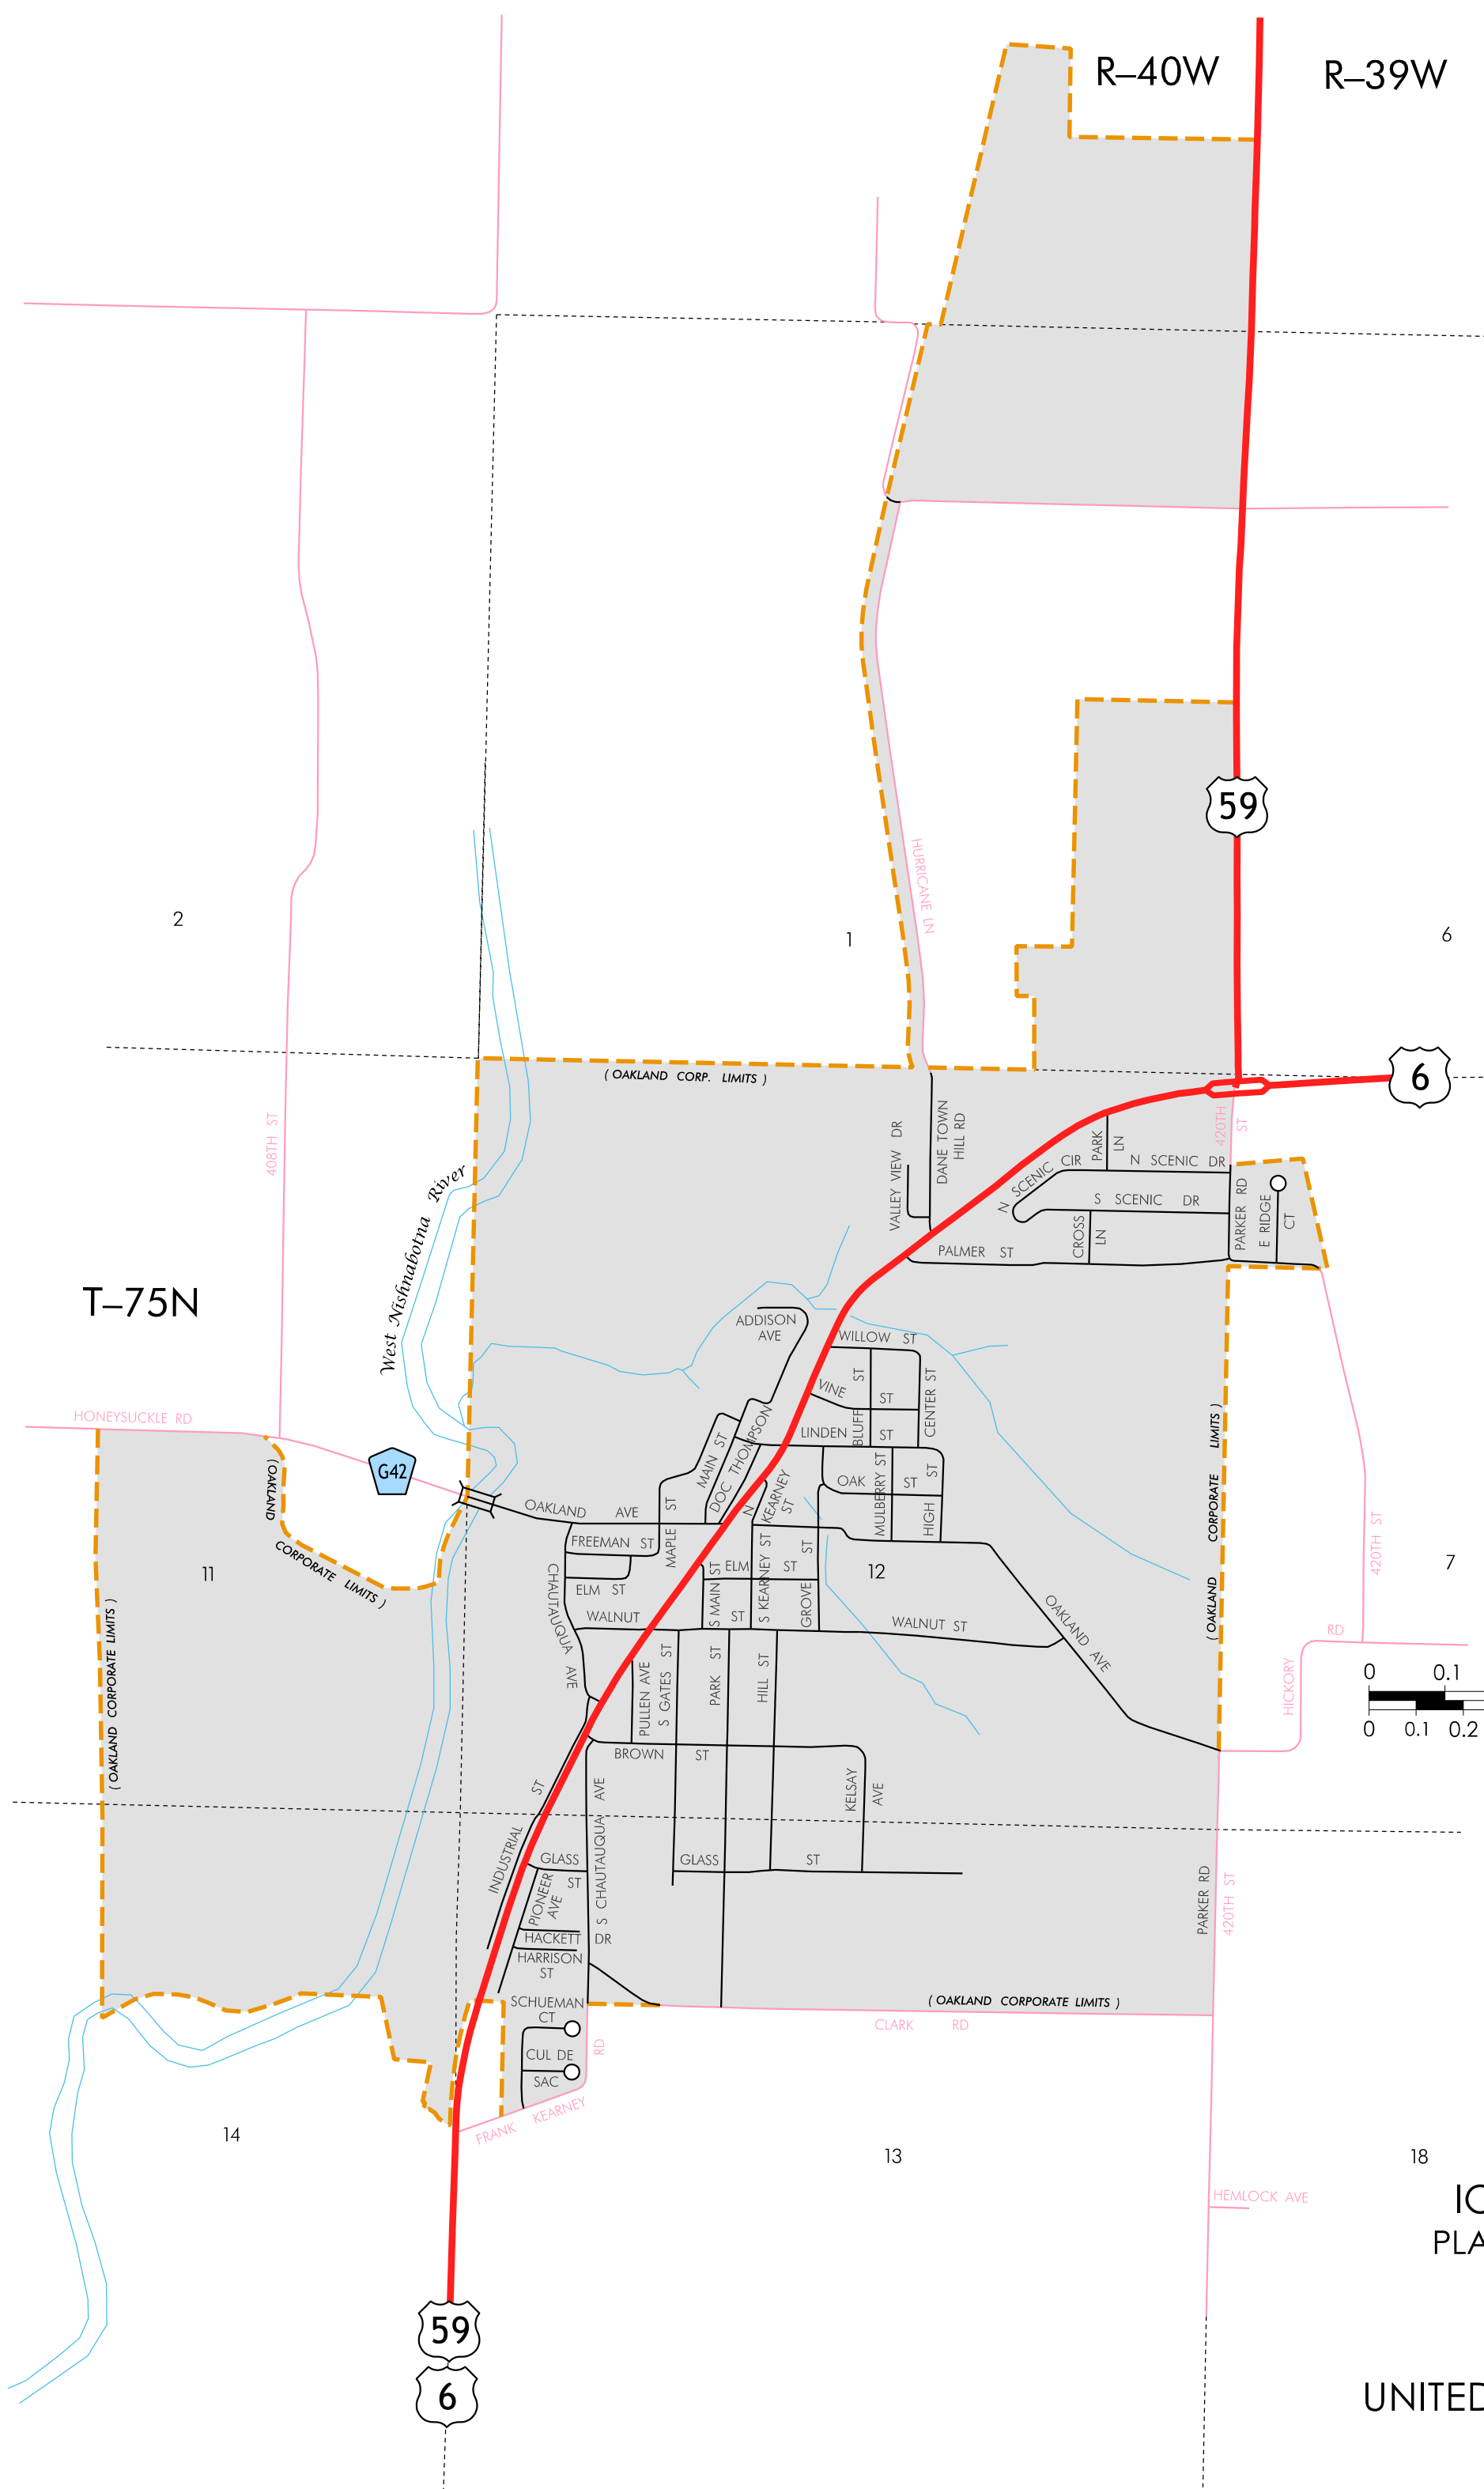 R–40W
R–39W
59
2
1
6
HURRICANE LN
( OAKLAND CORP. LIMITS )
6
408TH ST
West Nishnabotna River
VALLEY VIEW DR
DANE TOWN
HILL RD
420TH
ST
PARK
LN
N SCENIC CIR
N SCENIC DR
S SCENIC DR
PARKER RD
E RIDGE
CT
CROSS
LN
PALMER ST
T–75N
ADDISON
AVE
WILLOW ST
VINE ST
BLUFF ST
CENTER ST
LINDEN ST
HONEYSUCKLE RD
G42
MAIN ST
DOC THOMPSON
OAK ST
MULBERRY ST
HIGH ST
N KEARNEY
ST
OAKLAND AVE
MAPLE ST
FREEMAN ST
ELM ST
ELM ST
CHAUTAUQUA AVE
S MAIN ST
S KEARNEY ST
GROVE ST
12
WALNUT ST
WALNUT ST
OAKLAND AVE
( OAKLAND CORPORATE LIMITS )
( OAKLAND CORPORATE LIMITS )
( OAKLAND CORPORATE LIMITS )
11
7
420TH ST
HICKORY RD
0 0.1
0 0.1 0.2
PULLEN AVE
S GATES ST
PARK ST
HILL ST
BROWN ST
KELSAY AVE
INDUSTRIAL ST
S CHAUTAUQUA AVE
GLASS ST
GLASS ST
PIONEER
AVE
HACKETT DR
HARRISON
ST
PARKER RD
420TH ST
SCHUEMAN
CT
CUL DE
SAC
( OAKLAND CORPORATE LIMITS )
CLARK RD
FRANK KEARNEY RD
14
13
18
HEMLOCK AVE
IO
PLA
59
6
UNITED